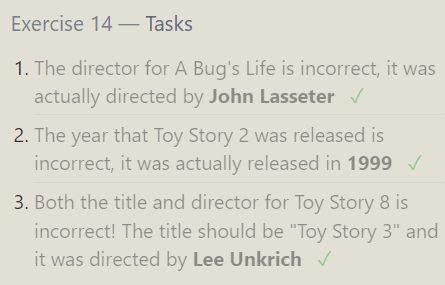 Exercise 14 — Tasks
1. The director for A Bug's Life is incorrect, it was
actually directed by John Lasseter ✓
2. The year that Toy Story 2 was released is
incorrect, it was actually released in 1999 ✓
3. Both the title and director for Toy Story 8 is
incorrect! The title should be "Toy Story 3" and
it was directed by Lee Unkrich ✓